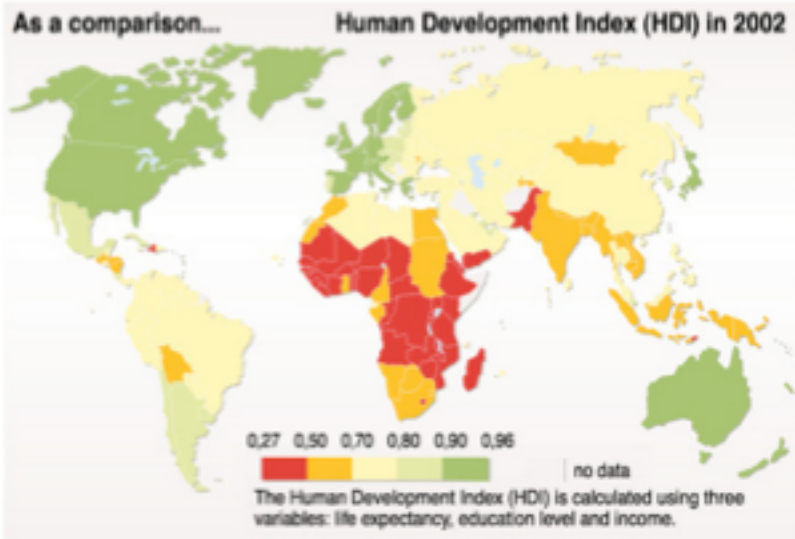 As a comparison...
Human Development Index (HDI) in 2002
0,27 0,50 0,70 0,80 0,90 0,96
no data
The Human Development Index (HDI) is calculated using three
variables: life expectancy, education level and income.